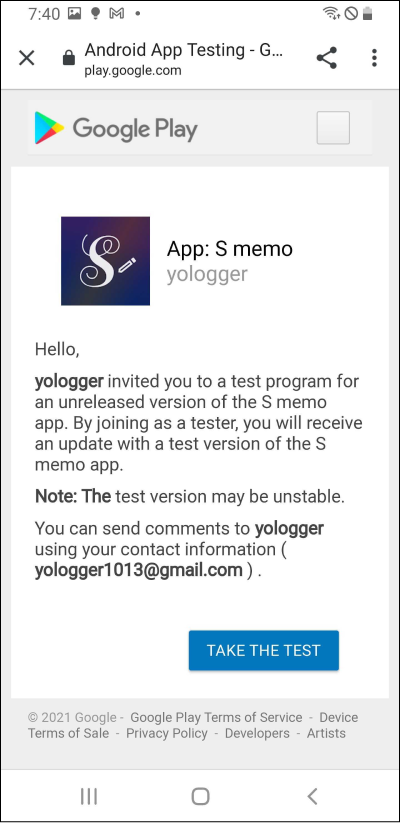 7:40
Android App Testing - G...
play.google.com
Google Play
S
App: S memo
yologger
Hello,
yologger invited you to a test program for
an unreleased version of the S memo
app. By joining as a tester, you will receive
an update with a test version of the S
memo app.
Note: The test version may be unstable.
You can send comments to yologger
using your contact information (
yologger1013@gmail.com ) .
TAKE THE TEST
© 2021 Google - Google Play Terms of Service - Device
Terms of Sale - Privacy Policy - Developers - Artists